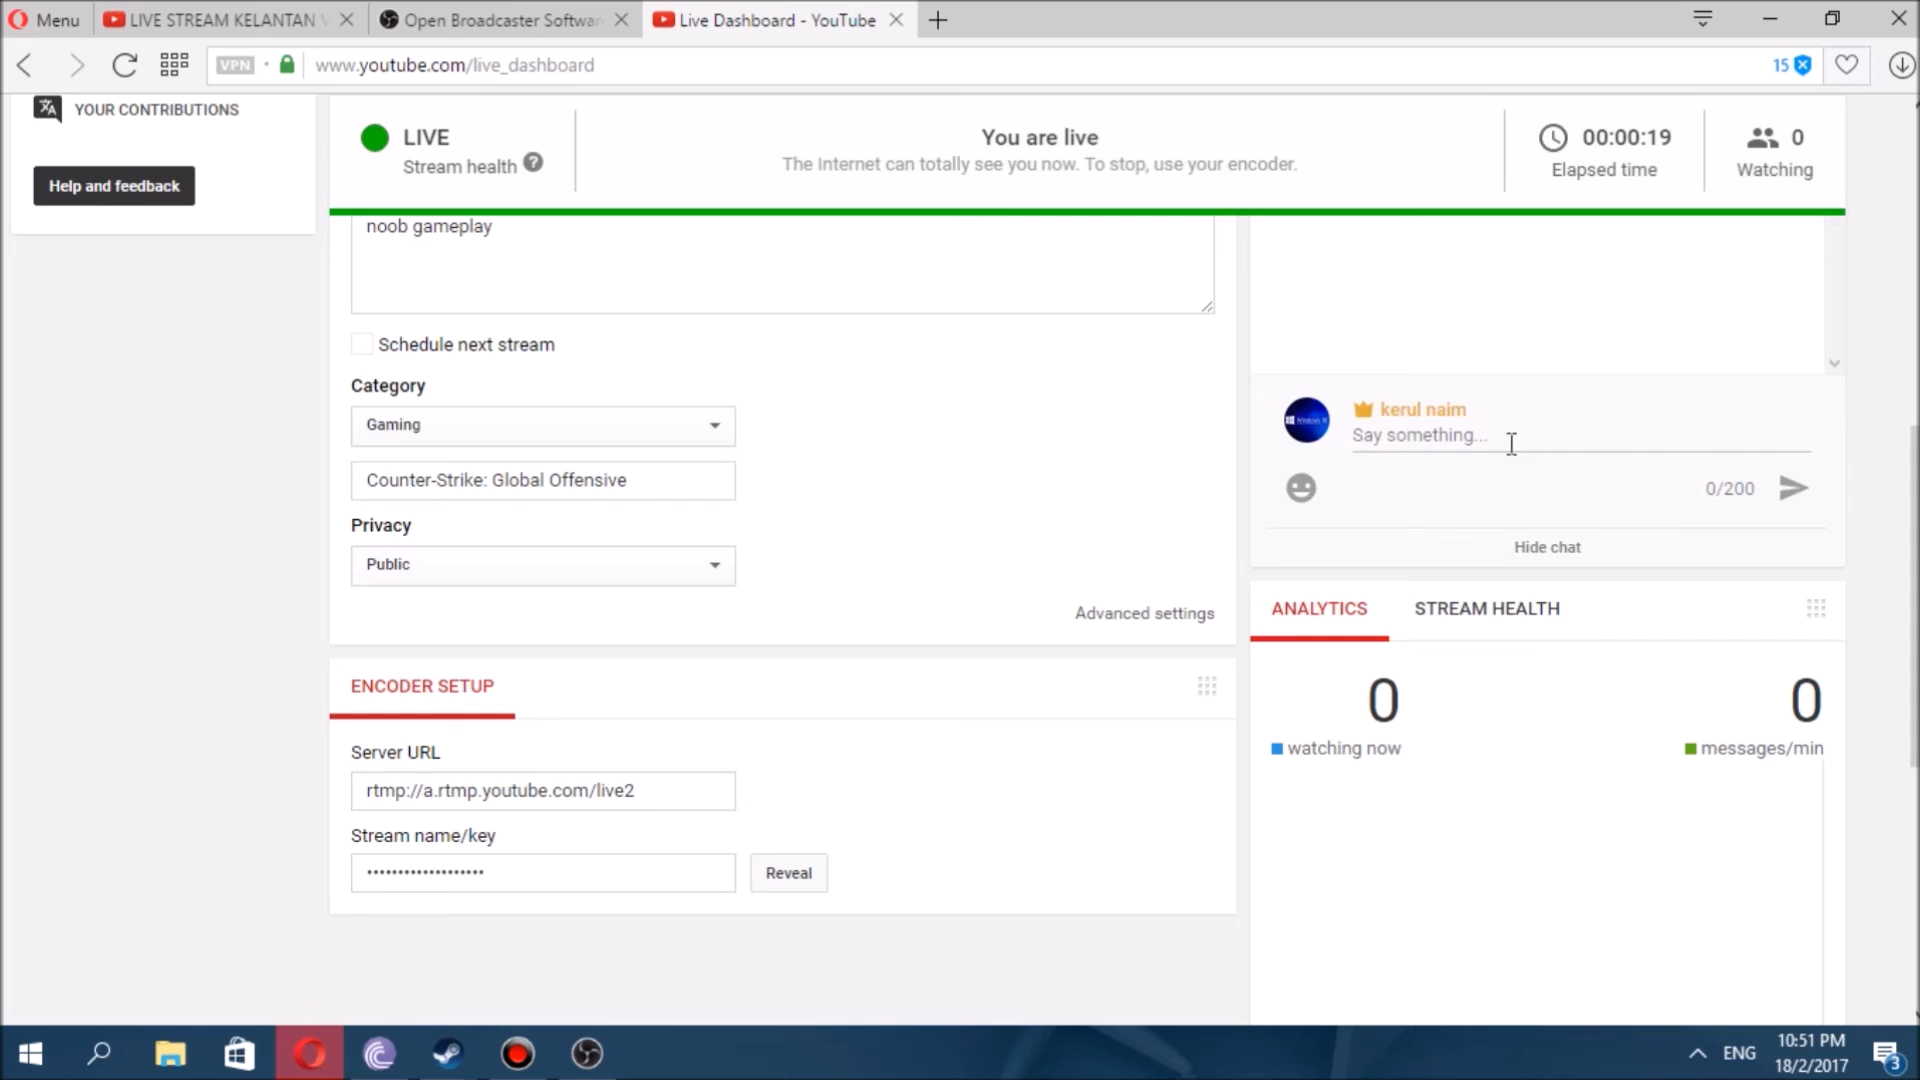 Menu
LIVE STREAM KELANTAN
Open Broadcaster Softwar
Live Dashboard - YouTube
VPN
www.youtube.com/live_dashboard
15
YOUR CONTRIBUTIONS
Help and feedback
LIVE
Stream health
You are live
The Internet can totally see you now. To stop, use your encoder.
00:00:19
Elapsed time
0
Watching
noob gameplay
Schedule next stream
Category
Gaming
Counter-Strike: Global Offensive
Privacy
Public
Advanced settings
ENCODER SETUP
Server URL
rtmp://a.rtmp.youtube.com/live2
Stream name/key
•••••••••••••••••••
Reveal
kerul naim
Say something...
0/200
Hide chat
ANALYTICS
STREAM HEALTH
0
watching now
0
messages/min
ENG
10:51 PM
18/2/2017
3